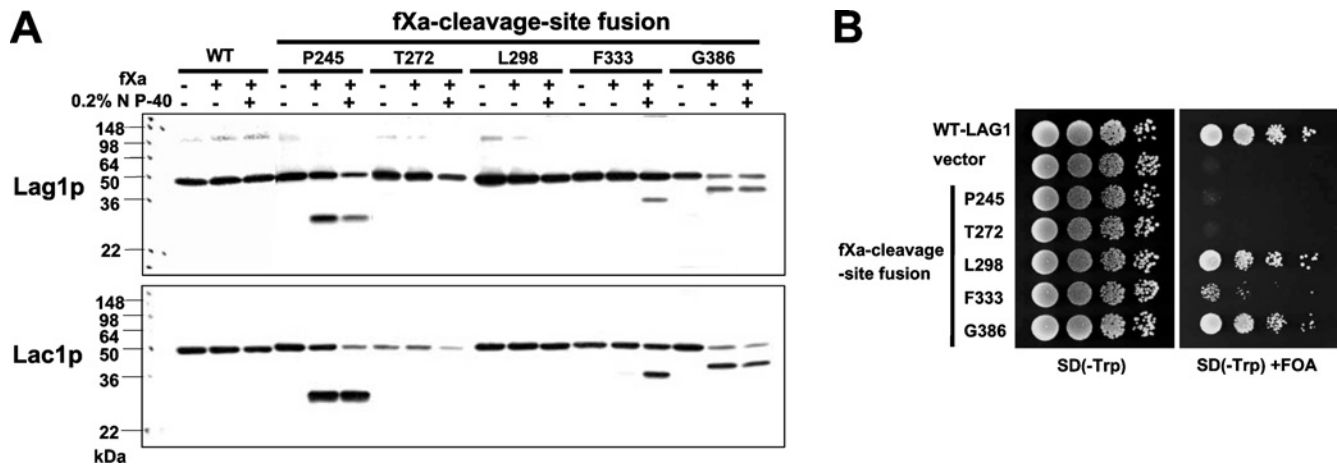 A
fXa-cleavage-site fusion
WT P245 T272 L298 F333 G386
fXa - + + - + + - + + - + + - + + - + +
0.2% N P-40 - - + - - + - - + - - + - - + - - +
Lag1p
148
98
64
50
36
22
Lac1p
148
98
64
50
36
22
kDa
B
WT-LAG1
vector
P245
T272
fXa-cleavage
-site fusion
L298
F333
G386
SD(-Trp) SD(-Trp) +FOA